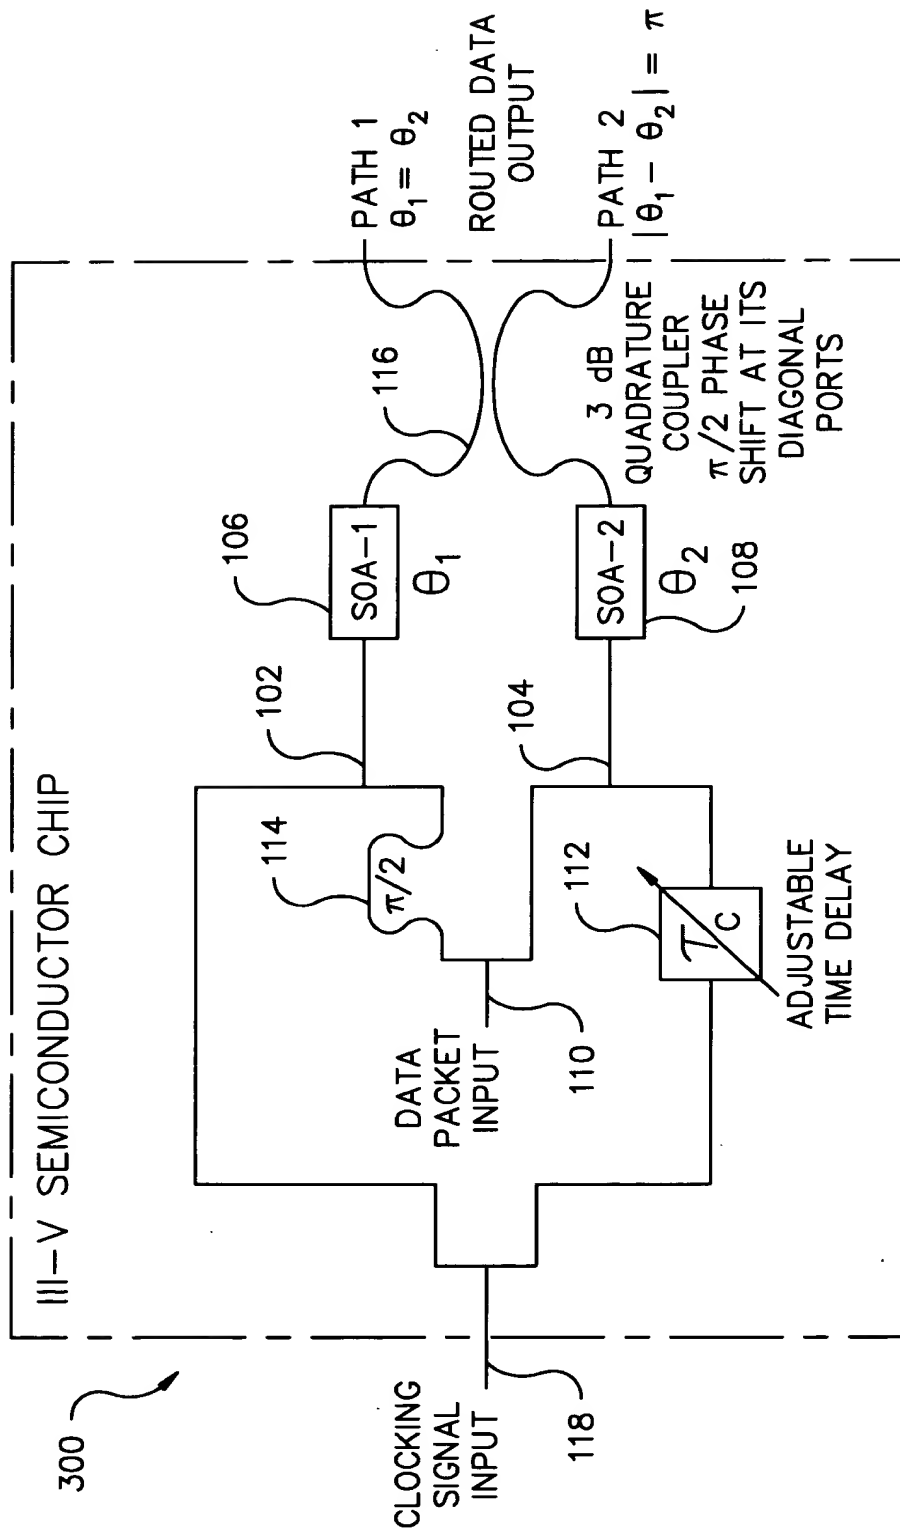 300
III-V SEMICONDUCTOR CHIP
CLOCKING
SIGNAL
INPUT
118
DATA
PACKET
INPUT
110
114
π/2
102
104
112
τ
C
ADJUSTABLE
TIME DELAY
106
SOA-1
θ1
SOA-2
θ2
108
116
3 dB
QUADRATURE
COUPLER
π/2 PHASE
SHIFT AT ITS
DIAGONAL
PORTS
PATH 1
θ1 = θ2
ROUTED DATA
OUTPUT
PATH 2
|θ1 - θ2| = π